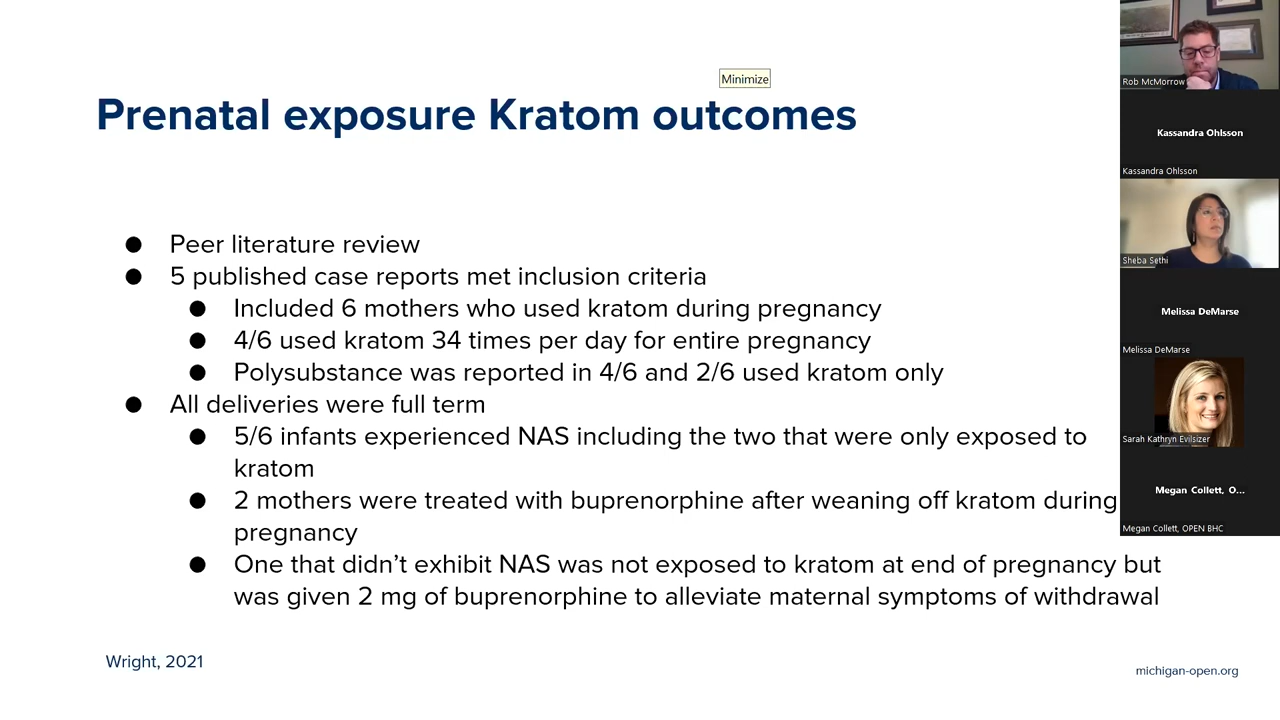 Minimize
Prenatal exposure Kratom outcomes
● Peer literature review
● 5 published case reports met inclusion criteria
● Included 6 mothers who used kratom during pregnancy
● 4/6 used kratom 34 times per day for entire pregnancy
● Polysubstance was reported in 4/6 and 2/6 used kratom only
● All deliveries were full term
● 5/6 infants experienced NAS including the two that were only exposed to
kratom
● 2 mothers were treated with buprenorphine after weaning off kratom during
pregnancy
● One that didn’t exhibit NAS was not exposed to kratom at end of pregnancy but
was given 2 mg of buprenorphine to alleviate maternal symptoms of withdrawal
Wright, 2021
michigan-open.org
Rob McMorrow
Kassandra Ohlsson
Kassandra Ohlsson
Sheba Sethi
Melissa DeMarse
Melissa DeMarse
Sarah Kathryn Evilsizer
Megan Collett, O...
Megan Collett, OPEN BHC